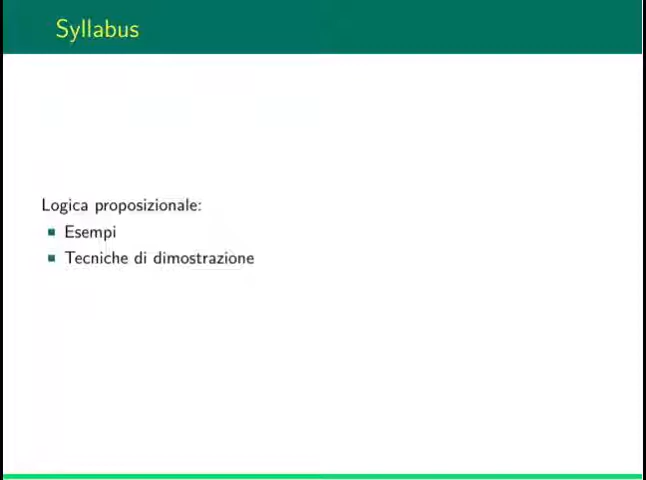 Syllabus
Logica proposizionale:
Esempi
Tecniche di dimostrazione